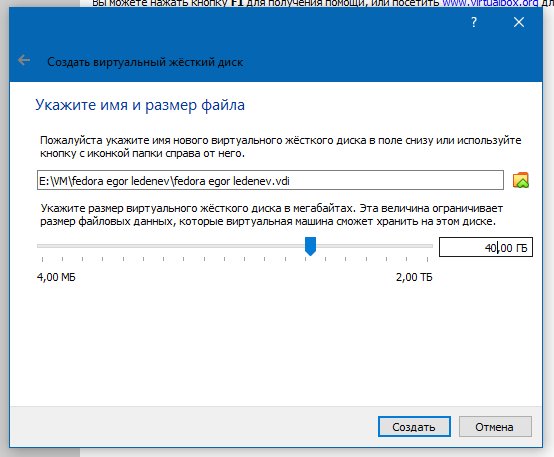 Вы можете нажать кнопку F1 для получения помощи, или посетить www.virtualbox.org дл
?
Создать виртуальный жёсткий диск
Укажите имя и размер файла
Пожалуйста укажите имя нового виртуального жёсткого диска в поле снизу или используйте
кнопку с иконкой папки справа от него.
E:\VM\fedora egor ledenev\fedora egor ledenev.vdi
Укажите размер виртуального жёсткого диска в мегабайтах. Эта величина ограничивает
размер файловых данных, которые виртуальная машина сможет хранить на этом диске.
40,00 ГБ
4,00 МБ 2,00 ТБ
Создать Отмена